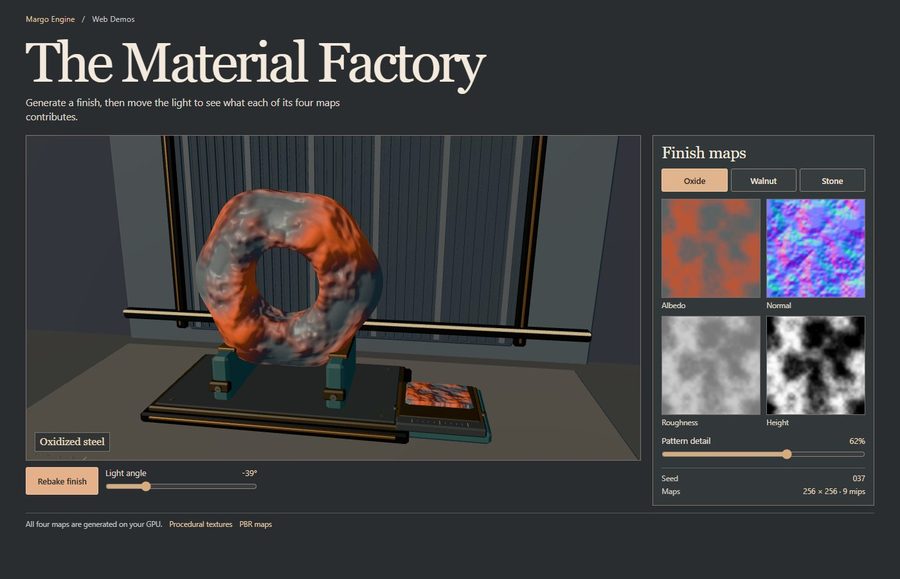 Margo Engine / Web Demos
The Material Factory
Generate a finish, then move the light to see what each of its four maps
contributes.
Finish maps
Oxide Walnut Stone
Albedo Normal
Roughness Height
Pattern detail 62%
Seed 037
Maps 256 × 256 · 9 mips
Oxidized steel
Rebake finish Light angle -39°
All four maps are generated on your GPU. Procedural textures PBR maps